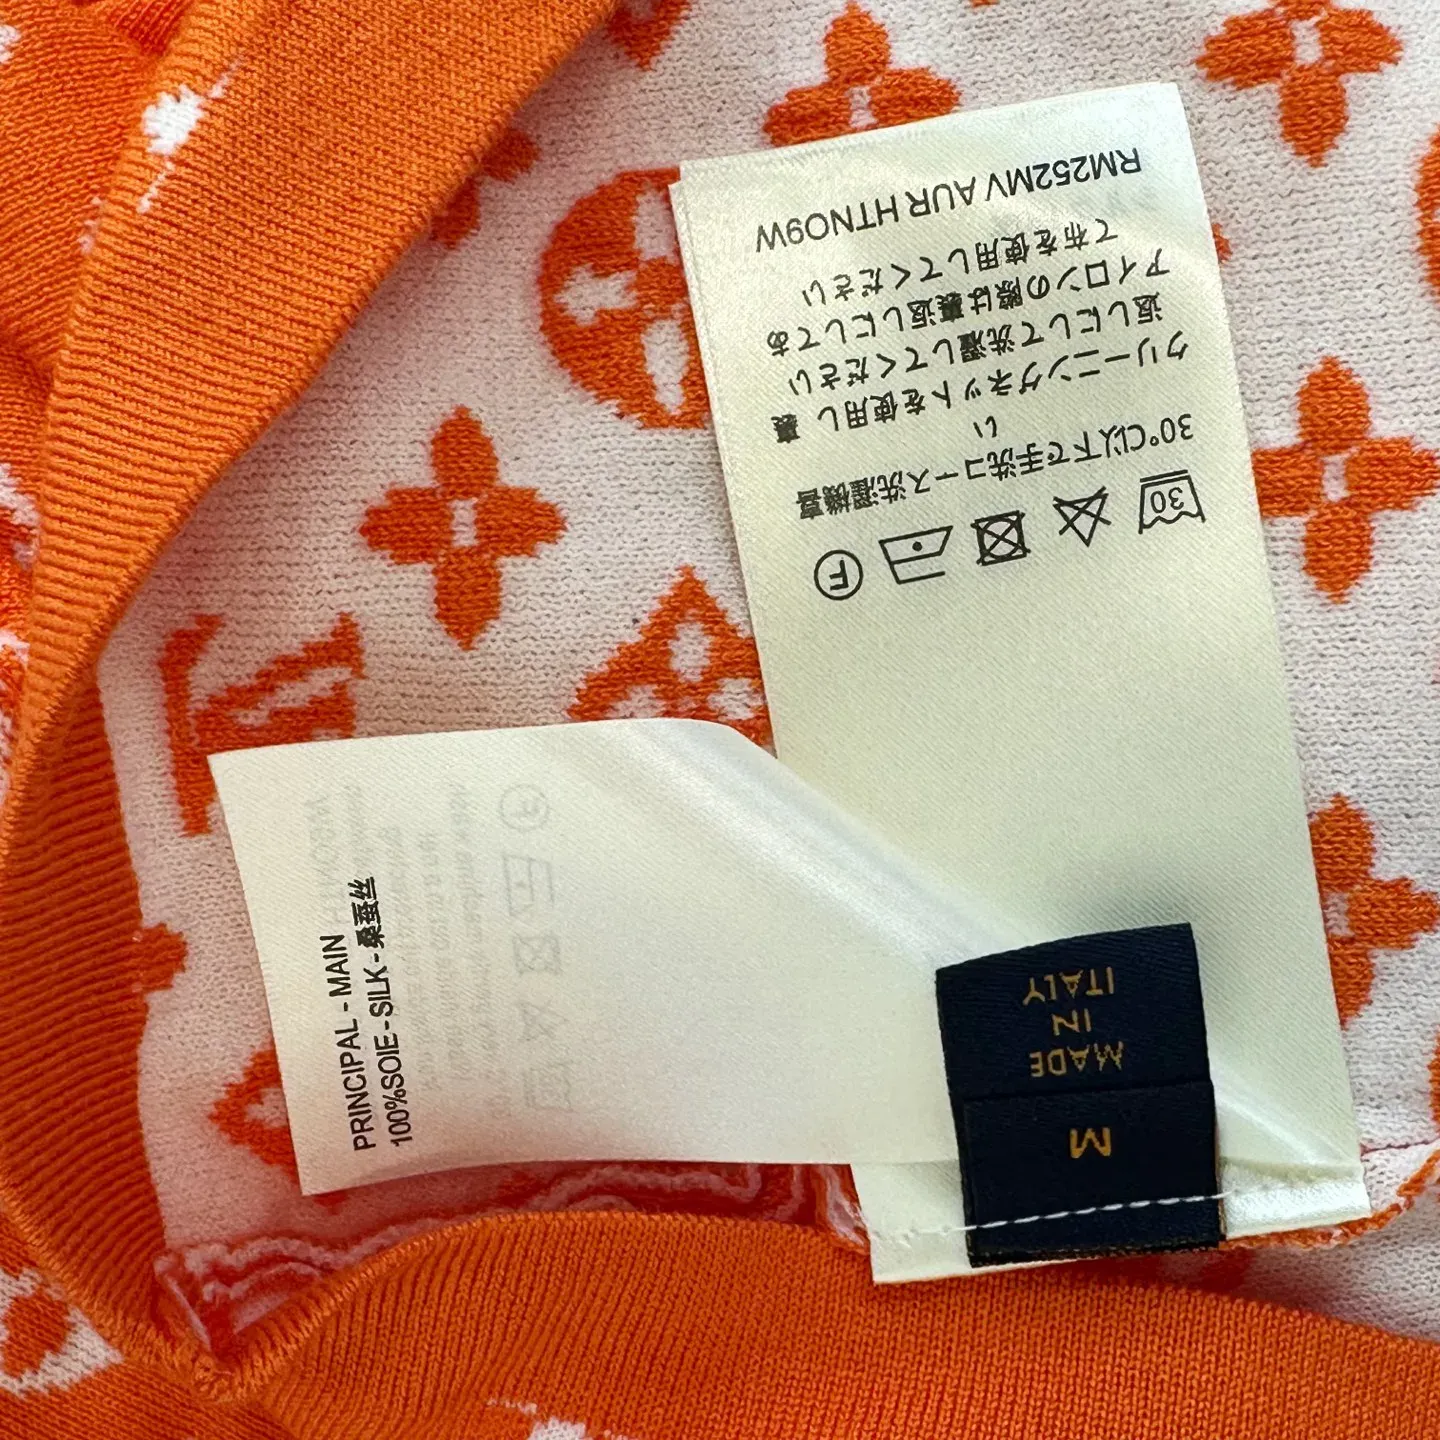 PRINCIPAL - MAIN
100%SOIE-SILK-桑蚕丝
M
MADE
IN
ITALY
30 F
30°C以下で手洗コース洗濯機
い
クリーニングネットを使用し 裏
返しにして洗濯してください
アイロンの際は裏返しにしてあ
て布を使用してください
RM252MV AUR HTNO9W